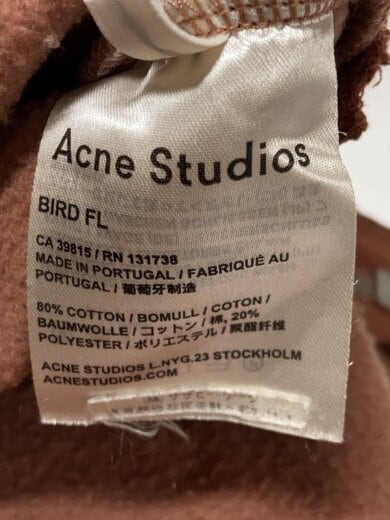 Acne Studios
BIRD FL
CA 39815 / RN 131738
MADE IN PORTUGAL / FABRIQUÉ AU
PORTUGAL / 葡萄牙制造
80% COTTON / BOMULL / COTON /
BAUMWOLLE / コットン / 棉, 20%
POLYESTER / ポリエステル / 聚酯纤维
ACNE STUDIOS L.NYG.23 STOCKHOLM
ACNESTUDIOS.COM